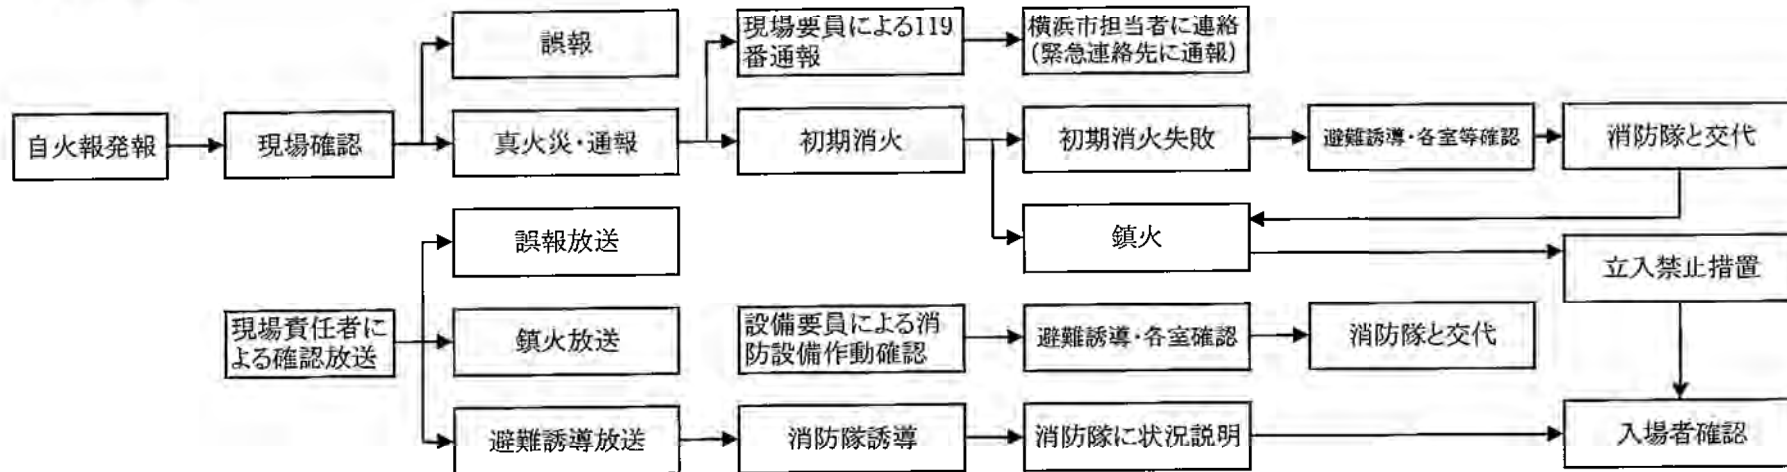 誤報
現場要員による119
番通報
横浜市担当者に連絡
(緊急連絡先に通報)
自火報発報
現場確認
真火災・通報
初期消火
初期消火失敗
避難誘導・各室等確認
消防隊と交代
誤報放送
鎮火
立入禁止措置
現場責任者に
よる確認放送
鎮火放送
設備要員による消
防設備作動確認
避難誘導・各室確認
消防隊と交代
避難誘導放送
消防隊誘導
消防隊に状況説明
入場者確認